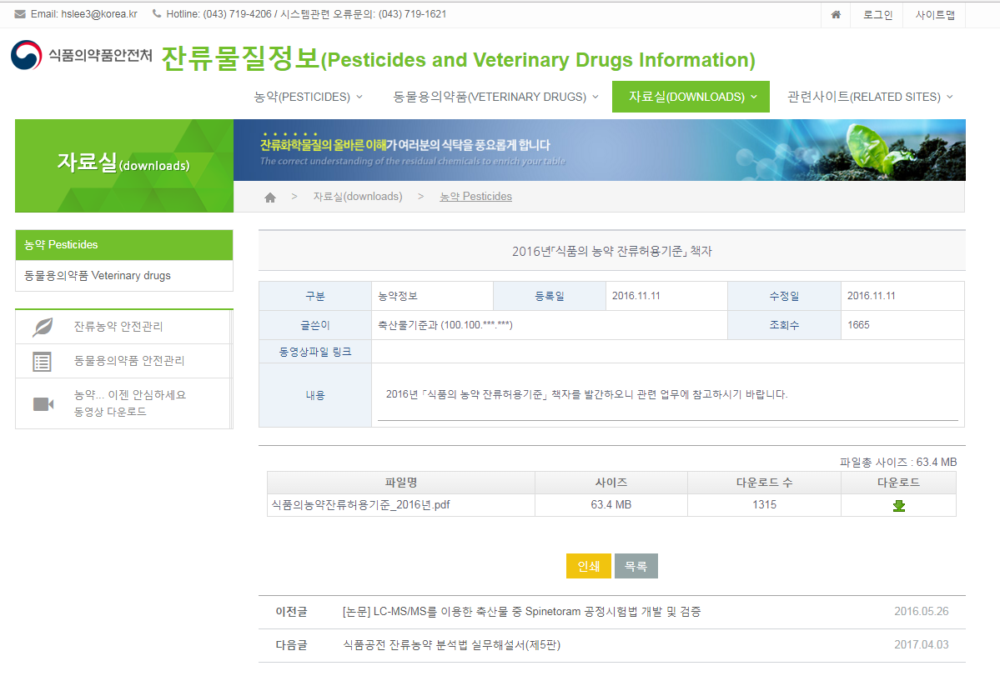 Email: hslee3@korea.kr Hotline: (043) 719-4206 / 시스템관련 오류문의: (043) 719-1621 로그인 사이트맵
식품의약품안전처 잔류물질정보(Pesticides and Veterinary Drugs Information)
농약(PESTICIDES) 동물용의약품(VETERINARY DRUGS) 자료실(DOWNLOADS) 관련사이트(RELATED SITES)
자료실(downloads)
잔류화학물질의 올바른 이해가 여러분의 식탁을 풍요롭게 합니다
The correct understanding of the residual chemicals to enrich your table
> 자료실(downloads) > 농약 Pesticides
농약 Pesticides
동물용의약품 Veterinary drugs
잔류농약 안전관리
동물용의약품 안전관리
농약... 이젠 안심하세요
동영상 다운로드
2016년「식품의 농약 잔류허용기준」 책자
구분 농약정보 등록일 2016.11.11 수정일 2016.11.11
글쓴이 축산물기준과 (100.100.***.***) 조회수 1665
동영상파일 링크
내용 2016년 「식품의 농약 잔류허용기준」 책자를 발간하오니 관련 업무에 참고하시기 바랍니다.
파일총 사이즈 : 63.4 MB
파일명 사이즈 다운로드 수 다운로드
식품의농약잔류허용기준_2016년.pdf 63.4 MB 1315
인쇄 목록
이전글 [논문] LC-MS/MS를 이용한 축산물 중 Spinetoram 공정시험법 개발 및 검증 2016.05.26
다음글 식품공전 잔류농약 분석법 실무해설서(제5판) 2017.04.03